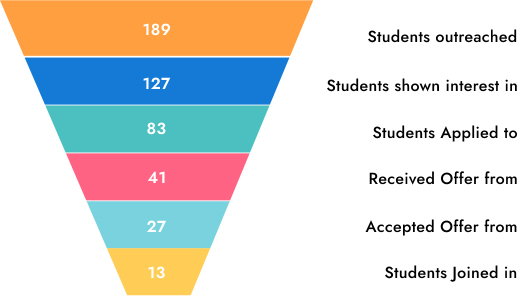 189 Students outreached
127 Students shown interest in
83 Students Applied to
41 Received Offer from
27 Accepted Offer from
13 Students Joined in